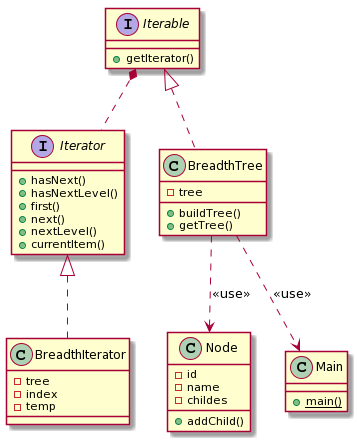 I Iterable
getIterator()
I Iterator
hasNext()
hasNextLevel()
first()
next()
nextLevel()
currentItem()
C BreadthTree
tree
buildTree()
getTree()
«use»
«use»
C BreadthIterator
tree
index
temp
C Node
id
name
childes
addChild()
C Main
main()